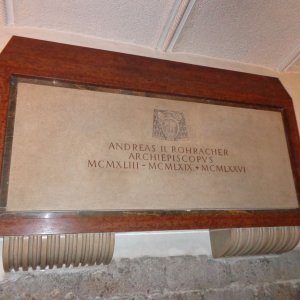 ANDREAS II. ROHRACHER
ARCHIEPISCOPVS
MCMXLIII - MCMLXIX + MCMLXXVI